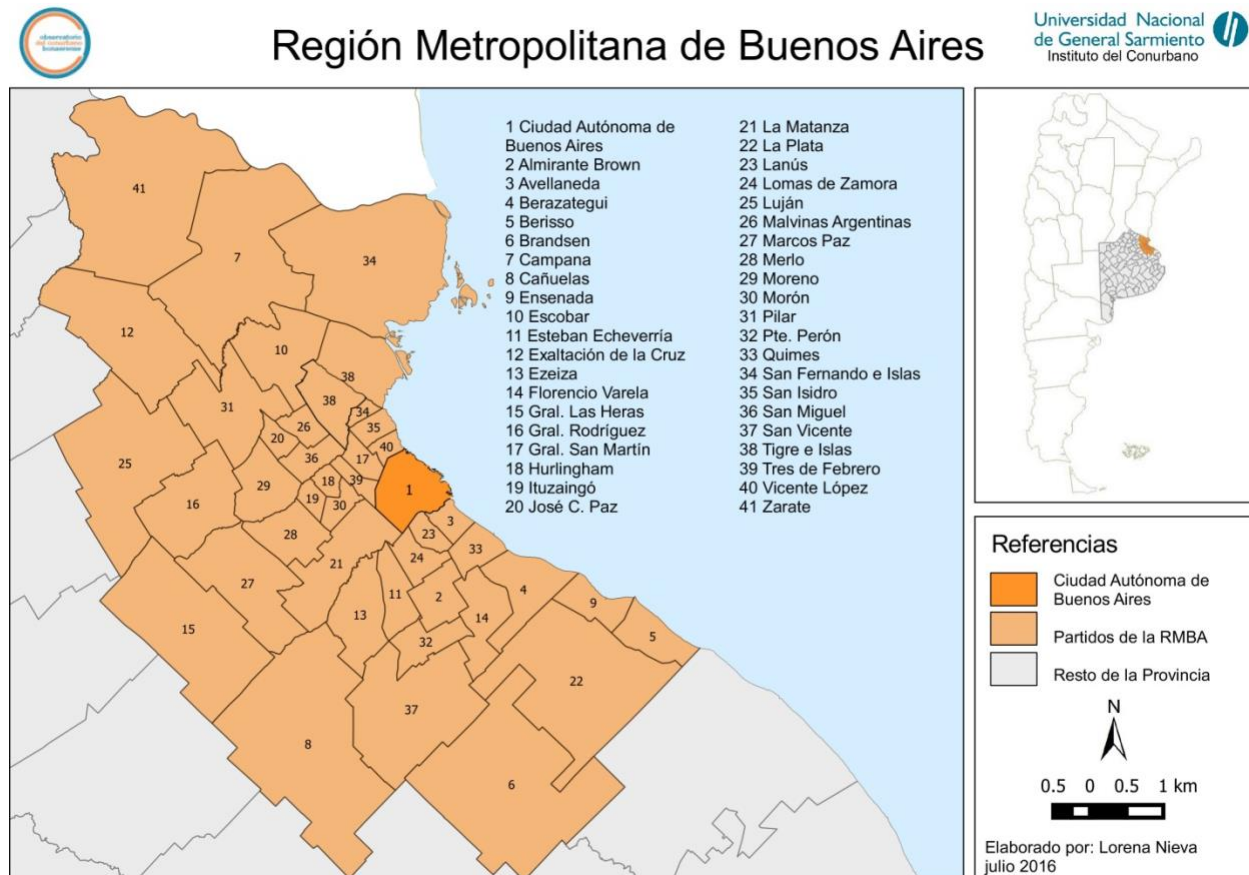 observatorio
del conurbano
bonaerense
Región Metropolitana de Buenos Aires
Universidad Nacional
de General Sarmiento
Instituto del Conurbano
1 Ciudad Autónoma de
Buenos Aires
2 Almirante Brown
3 Avellaneda
4 Berazategui
5 Berisso
6 Brandsen
7 Campana
8 Cañuelas
9 Ensenada
10 Escobar
11 Esteban Echeverría
12 Exaltación de la Cruz
13 Ezeiza
14 Florencio Varela
15 Gral. Las Heras
16 Gral. Rodríguez
17 Gral. San Martín
18 Hurlingham
19 Ituzaingó
20 José C. Paz
21 La Matanza
22 La Plata
23 Lanús
24 Lomas de Zamora
25 Luján
26 Malvinas Argentinas
27 Marcos Paz
28 Merlo
29 Moreno
30 Morón
31 Pilar
32 Pte. Perón
33 Quimes
34 San Fernando e Islas
35 San Isidro
36 San Miguel
37 San Vicente
38 Tigre e Islas
39 Tres de Febrero
40 Vicente López
41 Zarate
41
7
34
12
10
38
31
38
34
26
35
20
40
36
17
25
29
18
39
1
16
19
30
3
28
23
33
21
24
27
4
11
2
9
13
14
15
5
32
22
37
8
6
Referencias
Ciudad Autónoma de
Buenos Aires
Partidos de la RMBA
Resto de la Provincia
N
0.5 0 0.5 1 km
Elaborado por: Lorena Nieva
julio 2016